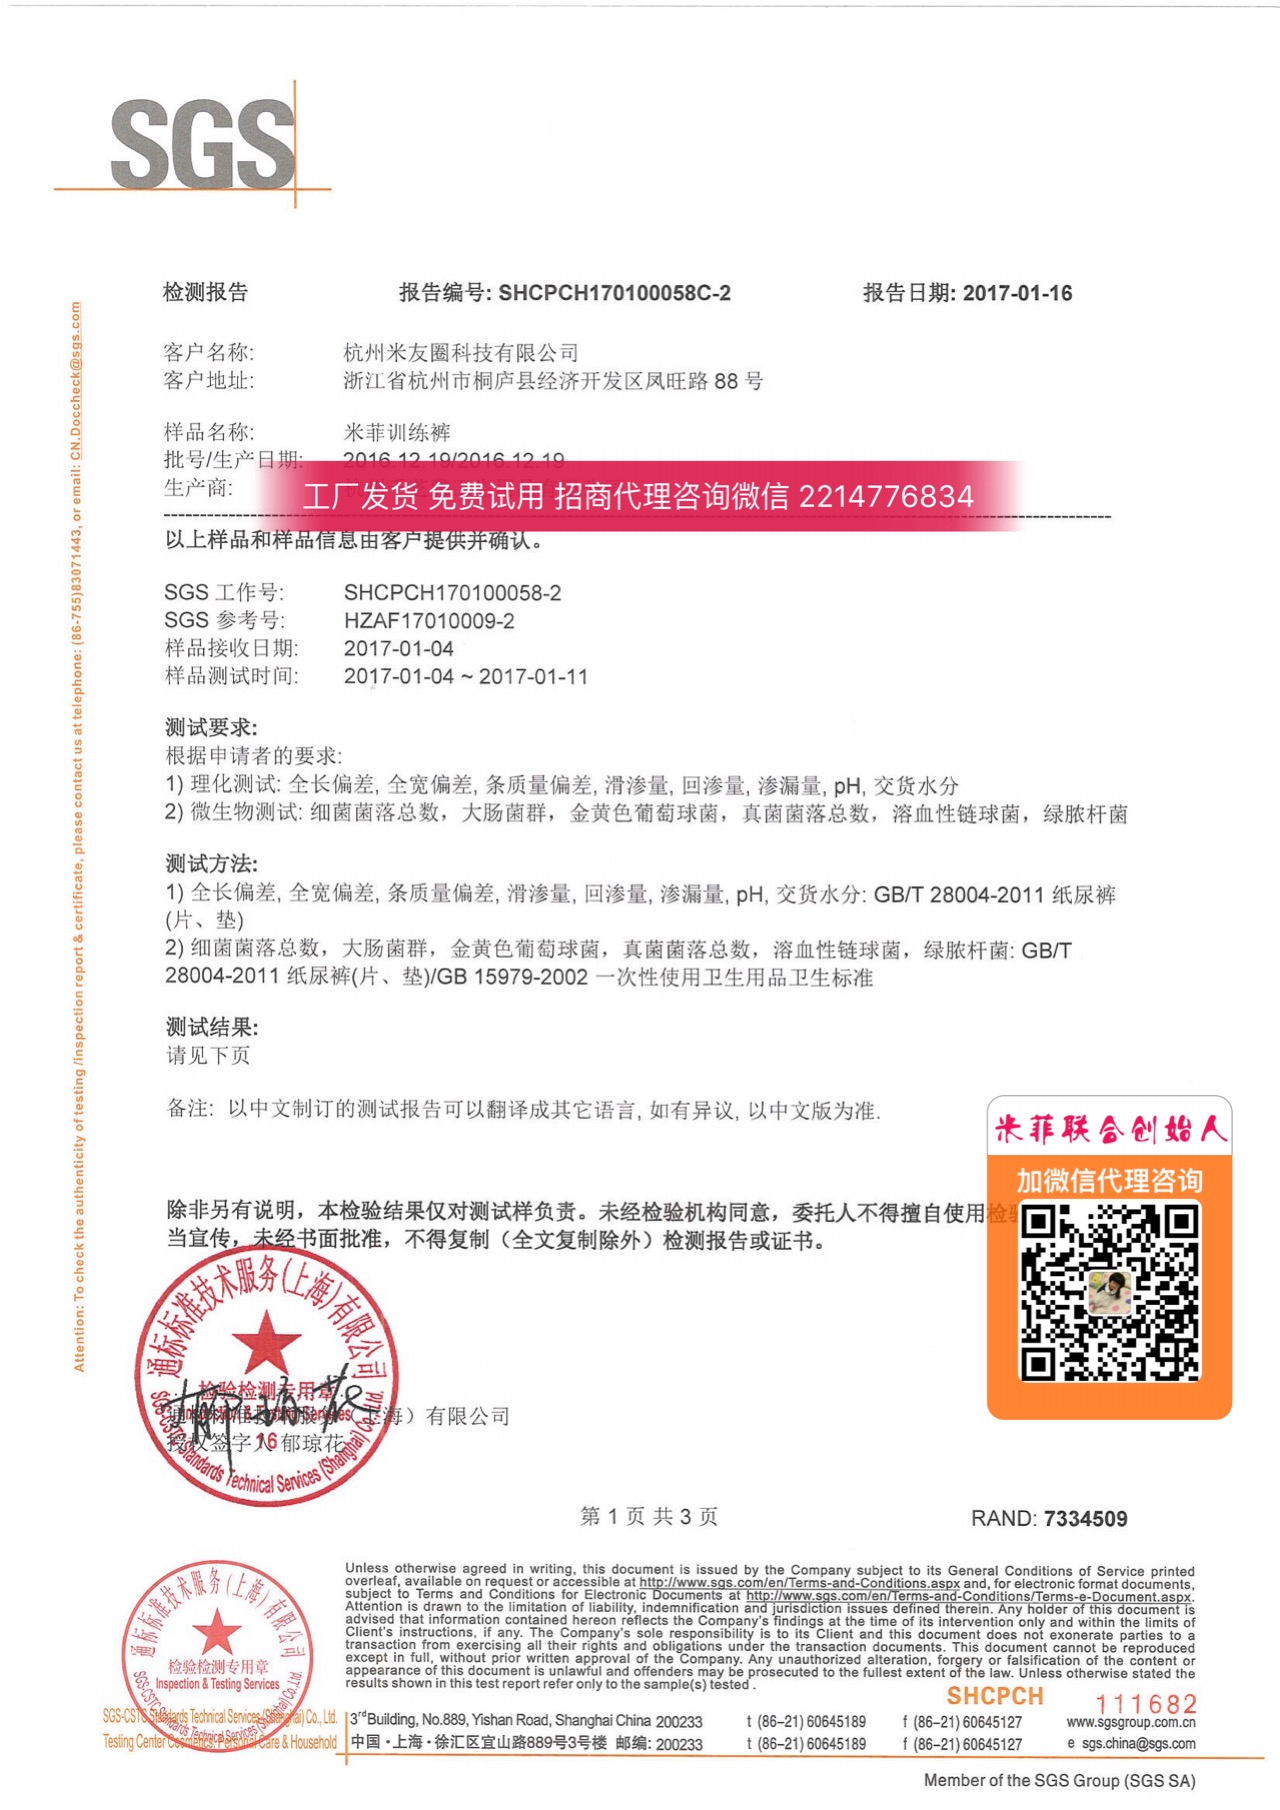 SGS
检测报告 报告编号: SHCPCH170100058C-2 报告日期: 2017-01-16
客户名称: 杭州米友圈科技有限公司
客户地址: 浙江省杭州市桐庐县经济开发区凤旺路 88 号
样品名称: 米菲训练裤
批号/生产日期: 2016.12.19/2016.12.19
生产商:
工厂发货 免费试用 招商代理咨询微信 2214776834
以上样品和样品信息由客户提供并确认。
SGS 工作号: SHCPCH170100058-2
SGS 参考号: HZAF17010009-2
样品接收日期: 2017-01-04
样品测试时间: 2017-01-04 ~ 2017-01-11
测试要求:
根据申请者的要求:
1) 理化测试: 全长偏差, 全宽偏差, 条质量偏差, 滑渗量, 回渗量, 渗漏量, pH, 交货水分
2) 微生物测试: 细菌菌落总数，大肠菌群，金黄色葡萄球菌，真菌菌落总数，溶血性链球菌，绿脓杆菌
测试方法:
1) 全长偏差, 全宽偏差, 条质量偏差, 滑渗量, 回渗量, 渗漏量, pH, 交货水分: GB/T 28004-2011 纸尿裤
(片、垫)
2) 细菌菌落总数，大肠菌群，金黄色葡萄球菌，真菌菌落总数，溶血性链球菌，绿脓杆菌: GB/T
28004-2011 纸尿裤(片、垫)/GB 15979-2002 一次性使用卫生用品卫生标准
测试结果:
请见下页
备注: 以中文制订的测试报告可以翻译成其它语言, 如有异议, 以中文版为准.
米菲联合创始人
加微信代理咨询
除非另有说明，本检验结果仅对测试样负责。未经检验机构同意，委托人不得擅自使用检
当宣传，未经书面批准，不得复制（全文复制除外）检测报告或证书。
通标标准技术服务(上海)有限公司
检验检测专用章
Inspection & Testing Services
16
SGS-CSTC Standards Technical Services (Shanghai) Co., Ltd.
通标标准技术服务（上海）有限公司
授权签字人 郁琼花
第 1 页 共 3 页 RAND: 7334509
Attention: To check the authenticity of testing /inspection report & certificate, please contact us at telephone: (86-755)83071443, or email: CN.Doccheck@sgs.com
Unless otherwise agreed in writing, this document is issued by the Company subject to its General Conditions of Service printed
overleaf, available on request or accessible at http://www.sgs.com/en/Terms-and-Conditions.aspx and, for electronic format documents,
subject to Terms and Conditions for Electronic Documents at http://www.sgs.com/en/Terms-and-Conditions/Terms-e-Document.aspx.
Attention is drawn to the limitation of liability, indemnification and jurisdiction issues defined therein. Any holder of this document is
advised that information contained hereon reflects the Company's findings at the time of its intervention only and within the limits of
Client's instructions, if any. The Company's sole responsibility is to its Client and this document does not exonerate parties to a
transaction from exercising all their rights and obligations under the transaction documents. This document cannot be reproduced
except in full, without prior written approval of the Company. Any unauthorized alteration, forgery or falsification of the content or
appearance of this document is unlawful and offenders may be prosecuted to the fullest extent of the law. Unless otherwise stated the
results shown in this test report refer only to the sample(s) tested .
通标标准技术服务(上海)有限公司
检验检测专用章
Inspection & Testing Services
SGS-CSTC Standards Technical Services (Shanghai) Co., Ltd.
SHCPCH 111682
SGS-CSTC Standards Technical Services (Shanghai) Co., Ltd.
Testing Center Cosmetics, Personal Care & Household
3rdBuilding, No.889, Yishan Road, Shanghai China 200233 t (86-21) 60645189 f (86-21) 60645127 www.sgsgroup.com.cn
中国・上海・徐汇区宜山路889号3号楼 邮编: 200233 t (86-21) 60645189 f (86-21) 60645127 e sgs.china@sgs.com
Member of the SGS Group (SGS SA)